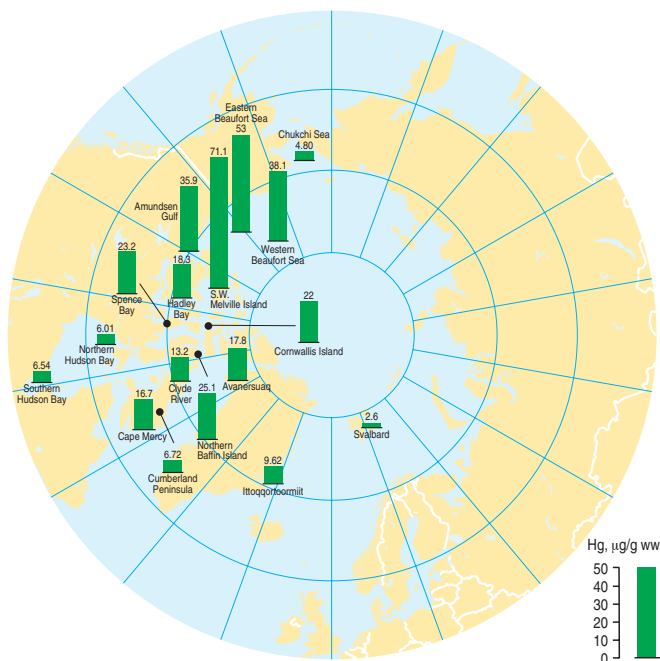 Eastern
Beaufort Sea
53
Chukchi Sea
4.80
71.1
38.1
35.9
Amundsen
Gulf
Western
Beaufort Sea
23.2
18.3
Spence
Bay
Hadley
Bay
S.W.
Melville Island
22
Cornwallis Island
6.01
Northern
Hudson Bay
17.8
Avanersuaq
13.2
Clyde
River
6.54
Southern
Hudson Bay
25.1
Northern
Baffin Island
16.7
Cape Mercy
2.6
Svalbard
6.72
Cumberland
Peninsula
9.62
Ittoqqortoormiit
Hg, µg/g ww
50
40
30
20
10
0